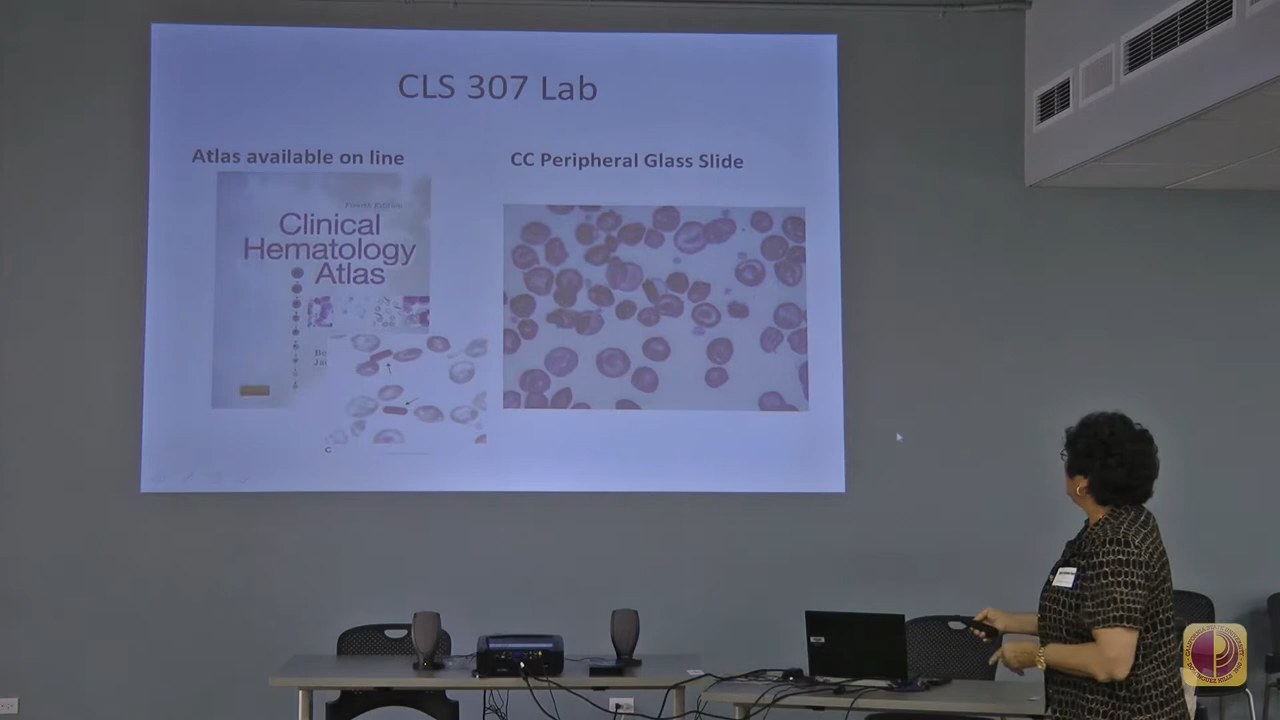 CLS 307 Lab
Atlas available on line
CC Peripheral Glass Slide
Fourth Edition
Clinical
Hematology
Atlas
C